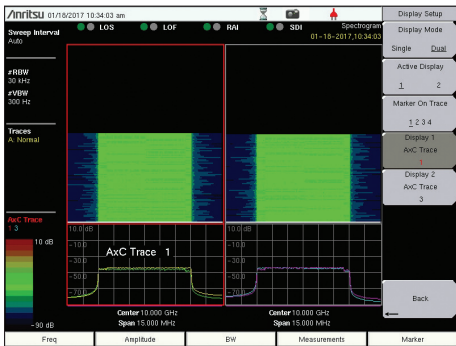 Anritsu 01/18/2017 10:34:03 am
Display Setup
Sweep Interval
Auto
LOS LOF RAI SDI Spectrogram
01-18-2017,10:34:03
#RBW
30 kHz
#VBW
300 Hz
Traces
A: Normal
AxC Trace
1 3
10 dB
-90 dB
10.0 dB
-10.0
-30.0
-50.0
-70.0
AxC Trace 1
Center 10.000 GHz
Span 15.000 MHz
10.0 dB
-10.0
-30.0
-50.0
-70.0
Center 10.000 GHz
Span 15.000 MHz
Display Mode
Single Dual
Active Display
1 2
Marker On Trace
1 2 3 4
Display 1
AxC Trace
1
Display 2
AxC Trace
3
Back
Freq Amplitude BW Measurements Marker